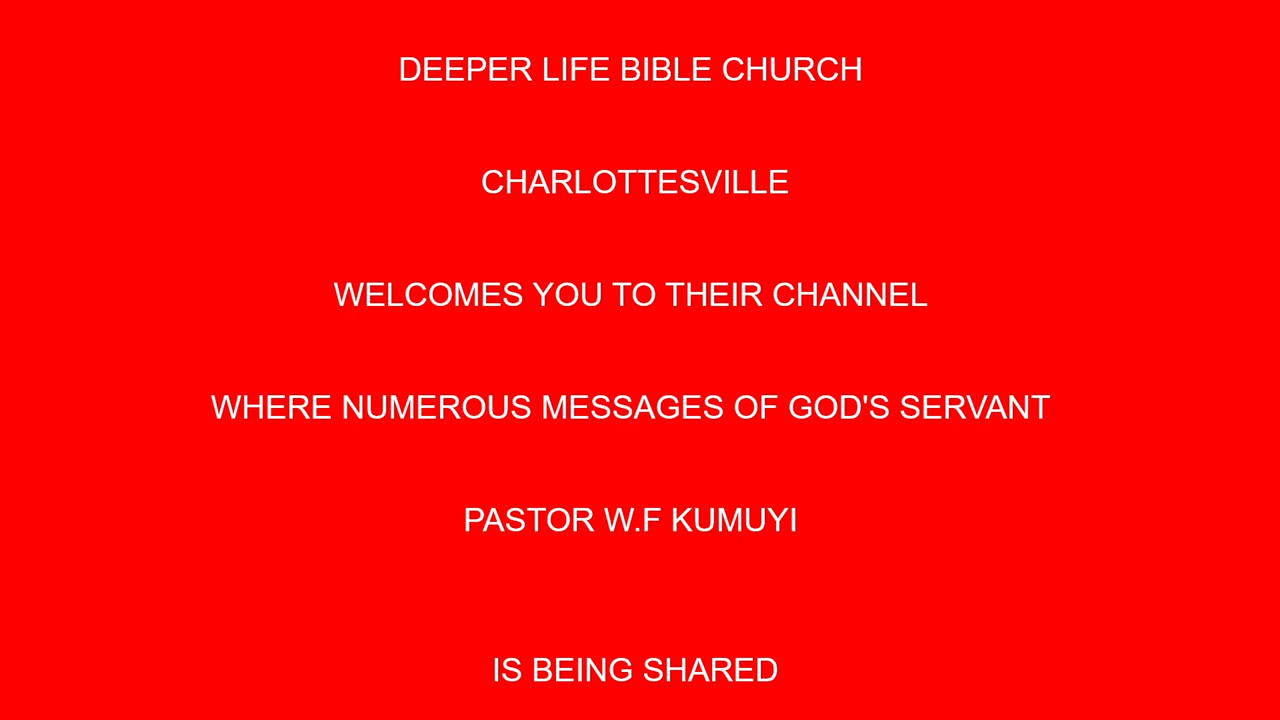 DEEPER LIFE BIBLE CHURCH
CHARLOTTESVILLE
WELCOMES YOU TO THEIR CHANNEL
WHERE NUMEROUS MESSAGES OF GOD'S SERVANT
PASTOR W.F KUMUYI
IS BEING SHARED